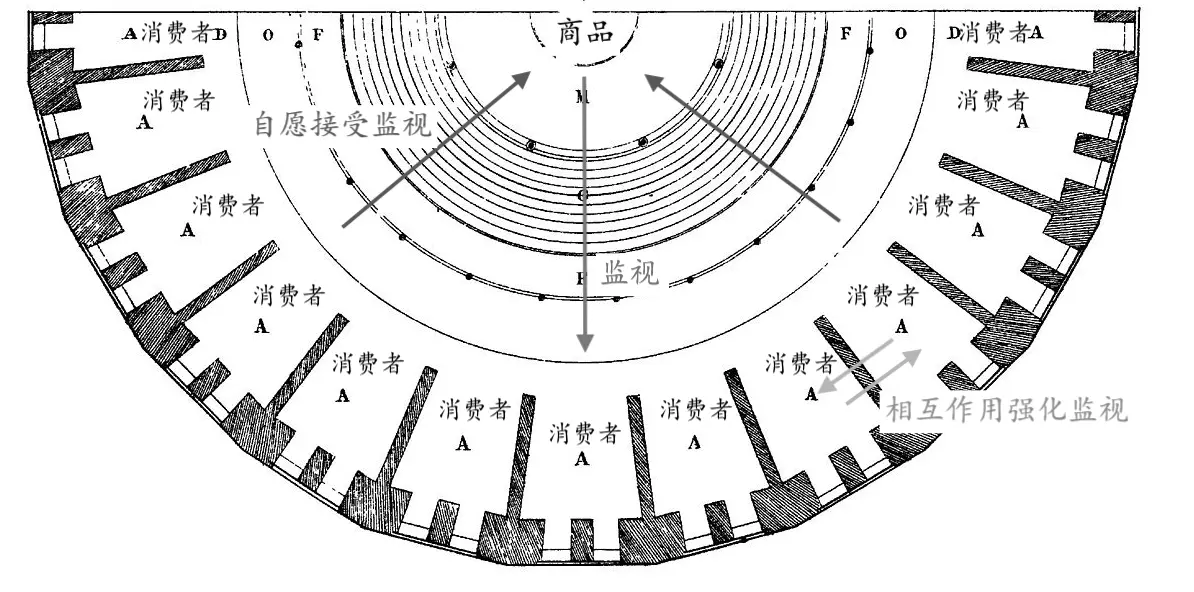 A消费者D O F 商品 F O D消费者A
消费者 消费者
A M A
自愿接受监视
消费者 消费者
A A
监视
消费者 消费者
A A
消费者 消费者
A A
消费者 消费者 消费者
A A A
相互作用强化监视